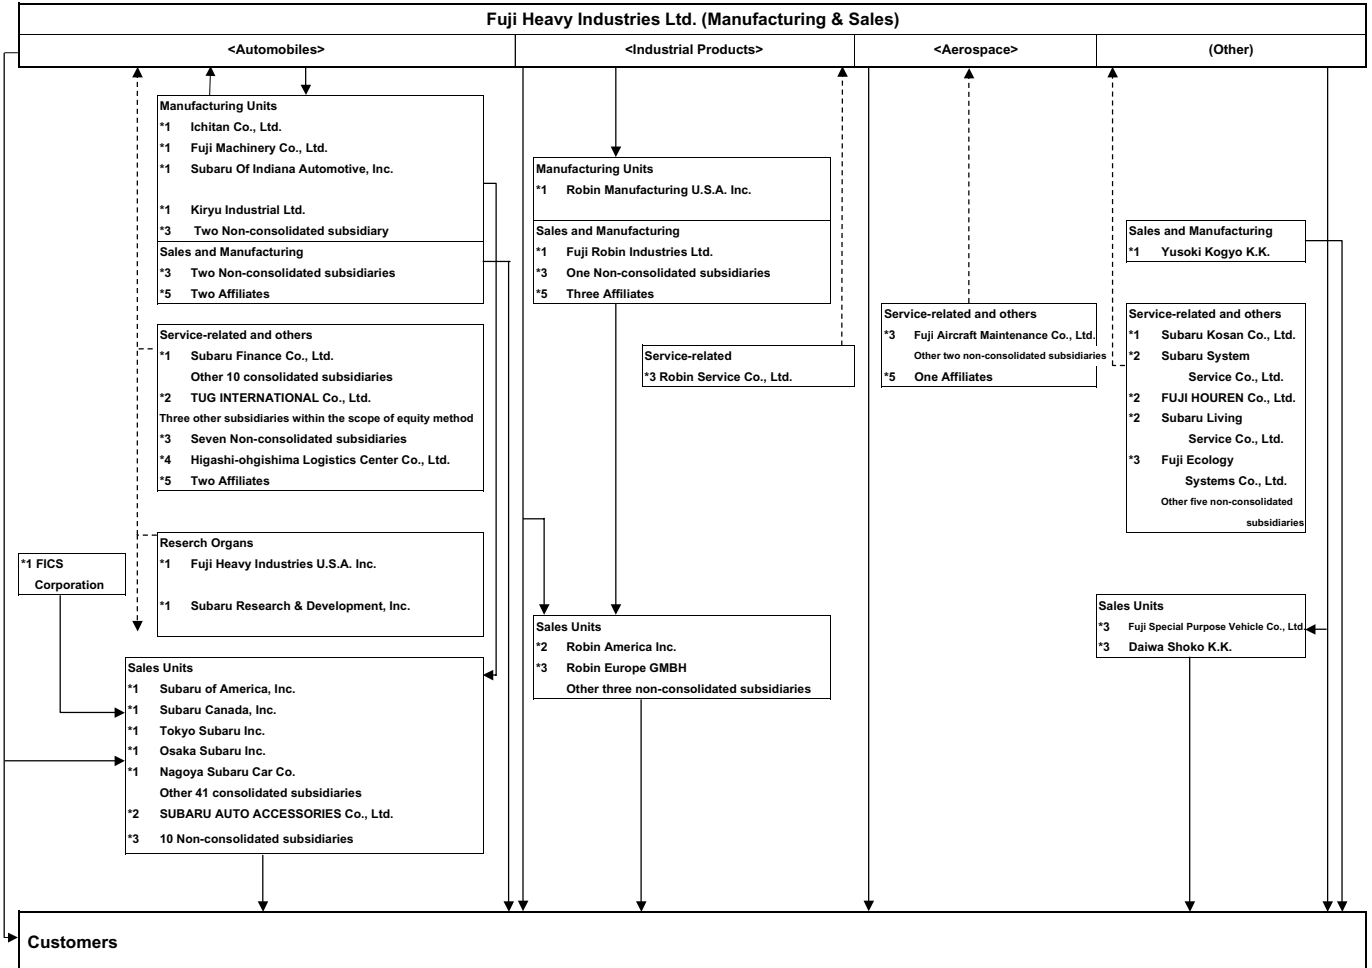 Fuji Heavy Industries Ltd. (Manufacturing & Sales)
<Automobiles>
<Industrial Products>
<Aerospace>
(Other)
Manufacturing Units
*1 Ichitan Co., Ltd.
*1 Fuji Machinery Co., Ltd.
*1 Subaru Of Indiana Automotive, Inc.
*1 Kiryu Industrial Ltd.
*3 Two Non-consolidated subsidiary
Sales and Manufacturing
*3 Two Non-consolidated subsidiaries
*5 Two Affiliates
Service-related and others
*1 Subaru Finance Co., Ltd.
Other 10 consolidated subsidiaries
*2 TUG INTERNATIONAL Co., Ltd.
Three other subsidiaries within the scope of equity method
*3 Seven Non-consolidated subsidiaries
*4 Higashi-ohgishima Logistics Center Co., Ltd.
*5 Two Affiliates
Reserch Organs
*1 Fuji Heavy Industries U.S.A. Inc.
*1 Subaru Research & Development, Inc.
*1 FICS
Corporation
Sales Units
*1 Subaru of America, Inc.
*1 Subaru Canada, Inc.
*1 Tokyo Subaru Inc.
*1 Osaka Subaru Inc.
*1 Nagoya Subaru Car Co.
Other 41 consolidated subsidiaries
*2 SUBARU AUTO ACCESSORIES Co., Ltd.
*3 10 Non-consolidated subsidiaries
Manufacturing Units
*1 Robin Manufacturing U.S.A. Inc.
Sales and Manufacturing
*1 Fuji Robin Industries Ltd.
*3 One Non-consolidated subsidiaries
*5 Three Affiliates
Service-related
*3 Robin Service Co., Ltd.
Sales Units
*2 Robin America Inc.
*3 Robin Europe GMBH
Other three non-consolidated subsidiaries
Service-related and others
*3 Fuji Aircraft Maintenance Co., Ltd.
Other two non-consolidated subsidiaries
*5 One Affiliates
Sales and Manufacturing
*1 Yusoki Kogyo K.K.
Service-related and others
*1 Subaru Kosan Co., Ltd.
*2 Subaru System
Service Co., Ltd.
*2 FUJI HOUREN Co., Ltd.
*2 Subaru Living
Service Co., Ltd.
*3 Fuji Ecology
Systems Co., Ltd.
Other five non-consolidated
subsidiaries
Sales Units
*3 Fuji Special Purpose Vehicle Co., Ltd.
*3 Daiwa Shoko K.K.
Customers